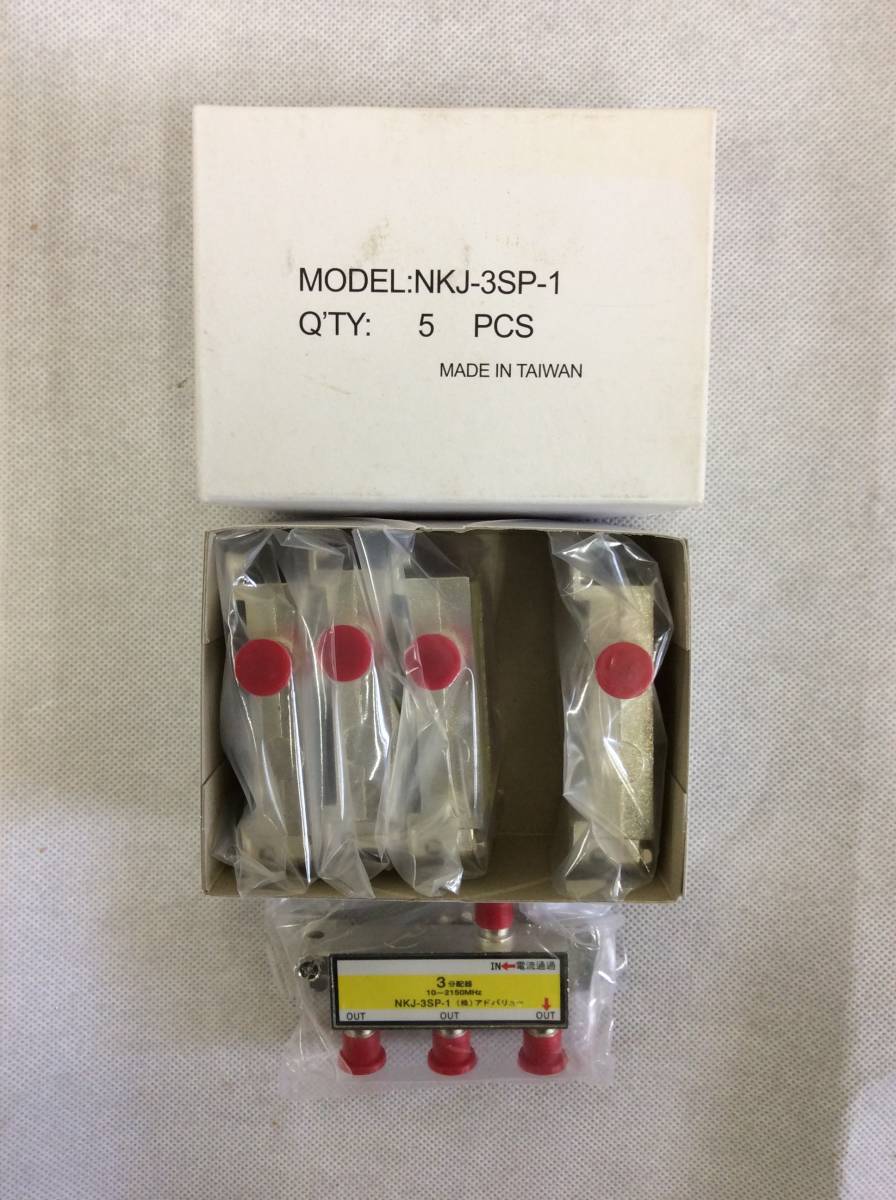 MODEL:NKJ-3SP-1
Q'TY: 5 PCS
MADE IN TAIWAN
IN←電流通過
3分配器
10-2150MHz
NKJ-3SP-1 (株)アドバリュー
OUT OUT OUT